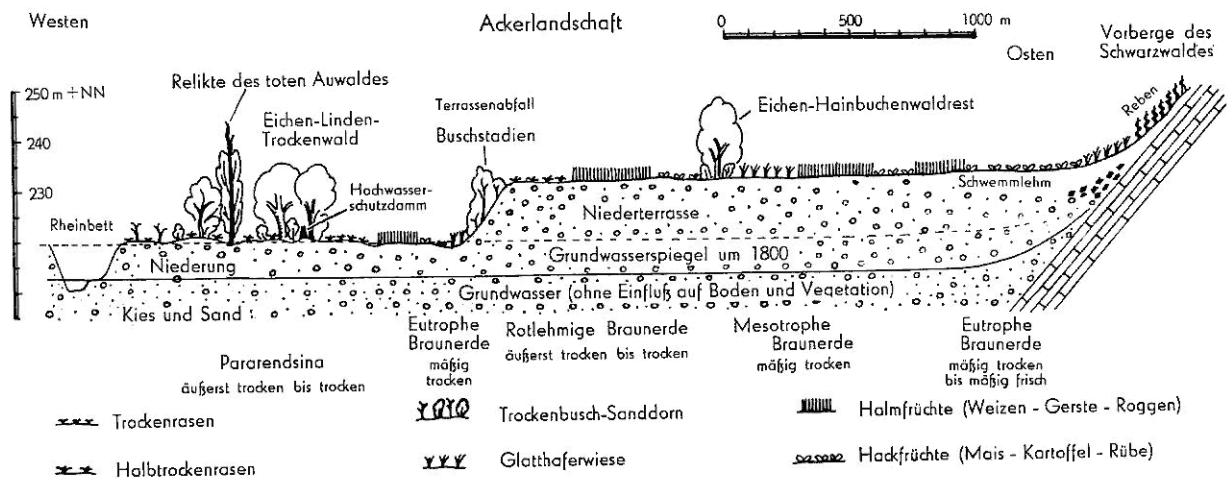 Westen
Ackerlandschaft
0 500 1000 m
Osten
Vorberge des
Schwarzwaldes
250 m + NN
240
230
Relikte des toten Auwaldes
Eichen-Linden-
Trockenwald
Hochwasser-
schutzdamm
Terrassenabfall
Buschstadien
Eichen-Hainbuchenwaldrest
Reben
Rheinbett
Schwemmlehm
Niederterrasse
Niederung
Grundwasserspiegel um 1800
Grundwasser (ohne Einfluß auf Boden und Vegetation)
Kies und Sand
Pararendsina
äußerst trocken bis trocken
Eutrophe
Braunerde
mäßig
trocken
Rotlehmige Braunerde
äußerst trocken bis trocken
Mesotrophe
Braunerde
mäßig trocken
Eutrophe
Braunerde
mäßig trocken
bis mäßig frisch
Trockenrasen
Halbtrockenrasen
Trockenbusch-Sanddorn
Glatthaferwiese
Halmfrüchte (Weizen - Gerste - Roggen)
Hackfrüchte (Mais - Kartoffel - Rübe)